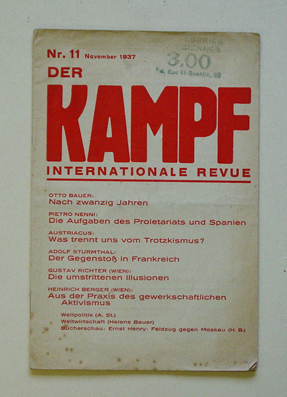 Nr. 11 November 1937
3.00
DER
KAMPF
INTERNATIONALE REVUE
OTTO BAUER:
Nach zwanzig Jahren
PIETRO NENNI:
Die Aufgaben des Proletariats und Spanien
AUSTRIACUS:
Was trennt uns vom Trotzkismus?
ADOLF STURMTHAL:
Der Gegenstoß in Frankreich
GUSTAV RICHTER (WIEN):
Die umstrittenen Illusionen
HEINRICH BERGER (WIEN):
Aus der Praxis des gewerkschaftlichen
Aktivismus
Weltpolitik (A. St.)
Weltwirtschaft (Helene Bauer)
Bücherschau: Ernst Henry: Feldzug gegen Moskau (H. B.)